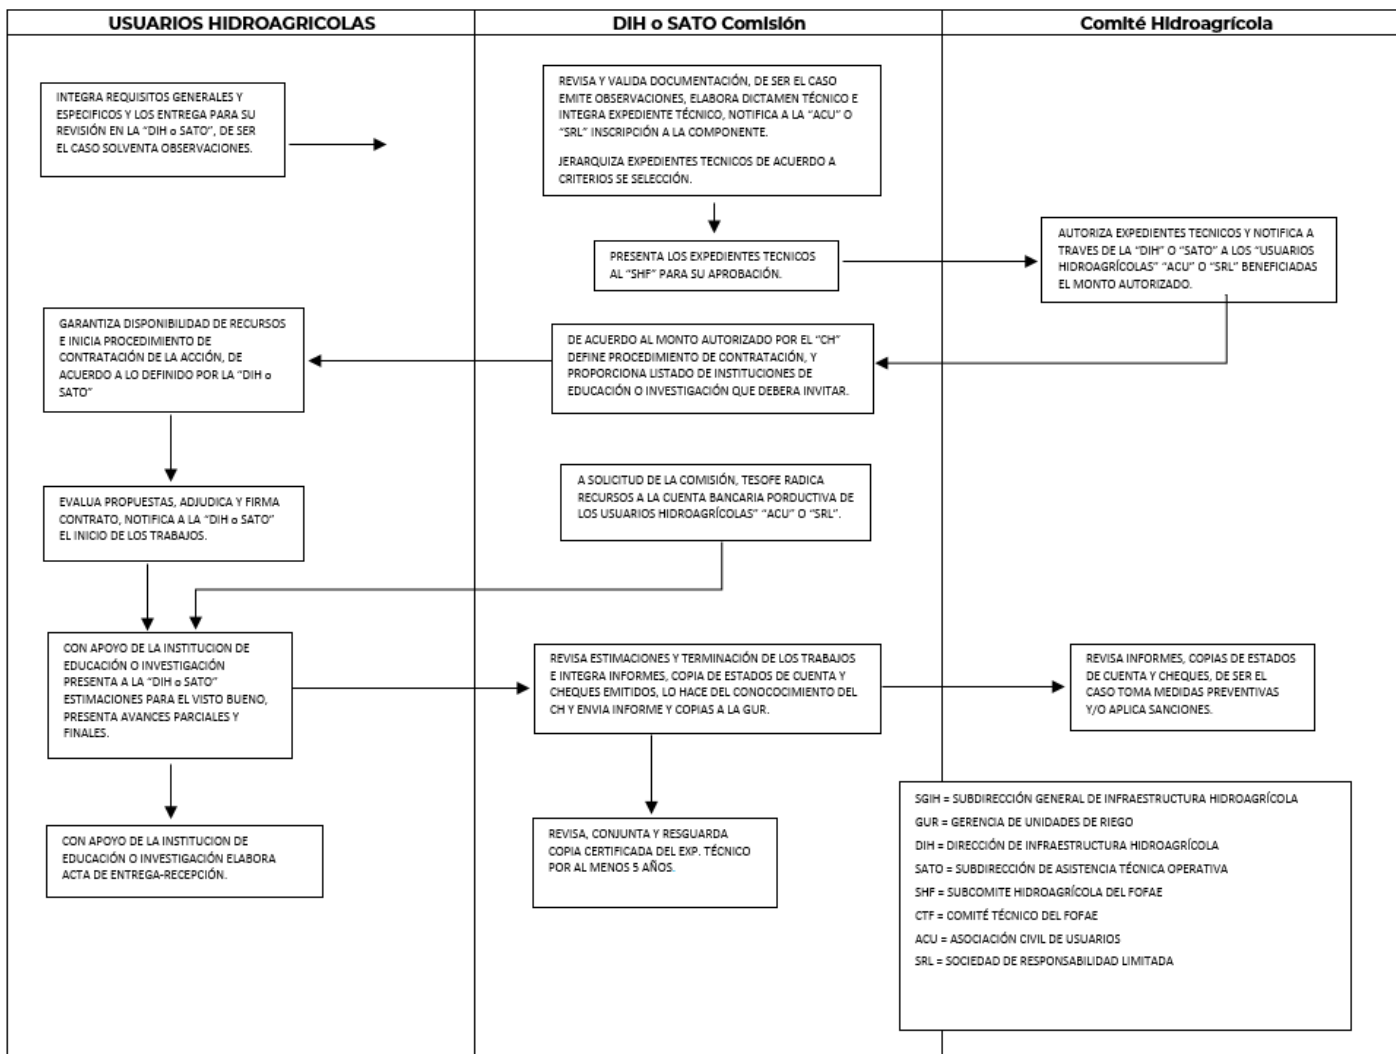 USUARIOS HIDROAGRICOLAS
DIH o SATO Comisión
Comité Hidroagrícola
INTEGRA REQUISITOS GENERALES Y
ESPECIFICOS Y LOS ENTREGA PARA SU
REVISIÓN EN LA "DIH o SATO", DE SER
EL CASO SOLVENTA OBSERVACIONES.
REVISA Y VALIDA DOCUMENTACIÓN, DE SER EL CASO
EMITE OBSERVACIONES, ELABORA DICTAMEN TÉCNICO E
INTEGRA EXPEDIENTE TÉCNICO, NOTIFICA A LA "ACU" O
"SRL" INSCRIPCIÓN A LA COMPONENTE.
JERARQUIZA EXPEDIENTES TECNICOS DE ACUERDO A
CRITERIOS SE SELECCIÓN.
PRESENTA LOS EXPEDIENTES TECNICOS
AL "SHF" PARA SU APROBACIÓN.
AUTORIZA EXPEDIENTES TECNICOS Y NOTIFICA A
TRAVES DE LA "DIH" O "SATO" A LOS "USUARIOS
HIDROAGRÍCOLAS" "ACU" O "SRL" BENEFICIADAS
EL MONTO AUTORIZADO.
GARANTIZA DISPONIBILIDAD DE RECURSOS
E INICIA PROCEDIMIENTO DE
CONTRATACIÓN DE LA ACCIÓN, DE
ACUERDO A LO DEFINIDO POR LA "DIH o
SATO"
DE ACUERDO AL MONTO AUTORIZADO POR EL "CH"
DEFINE PROCEDIMIENTO DE CONTRATACIÓN, Y
PROPORCIONA LISTADO DE INSTITUCIONES DE
EDUCACIÓN O INVESTIGACIÓN QUE DEBERA INVITAR.
EVALUA PROPUESTAS, ADJUDICA Y FIRMA
CONTRATO, NOTIFICA A LA "DIH o SATO"
EL INICIO DE LOS TRABAJOS.
A SOLICITUD DE LA COMISIÓN, TESOFE RADICA
RECURSOS A LA CUENTA BANCARIA PORDUCTIVA DE
LOS USUARIOS HIDROAGRÍCOLAS" "ACU" O "SRL".
CON APOYO DE LA INSTITUCION DE
EDUCACIÓN O INVESTIGACIÓN
PRESENTA A LA "DIH o SATO"
ESTIMACIONES PARA EL VISTO BUENO,
PRESENTA AVANCES PARCIALES Y
FINALES.
REVISA ESTIMACIONES Y TERMINACIÓN DE LOS TRABAJOS
E INTEGRA INFORMES, COPIA DE ESTADOS DE CUENTA Y
CHEQUES EMITIDOS, LO HACE DEL CONOCOCIMIENTO DEL
CH Y ENVIA INFORME Y COPIAS A LA GUR.
REVISA INFORMES, COPIAS DE ESTADOS
DE CUENTA Y CHEQUES, DE SER EL
CASO TOMA MEDIDAS PREVENTIVAS
Y/O APLICA SANCIONES.
CON APOYO DE LA INSTITUCION DE
EDUCACIÓN O INVESTIGACIÓN ELABORA
ACTA DE ENTREGA-RECEPCIÓN.
REVISA, CONJUNTA Y RESGUARDA
COPIA CERTIFICADA DEL EXP. TÉCNICO
POR AL MENOS 5 AÑOS.
SGIH = SUBDIRECCIÓN GENERAL DE INFRAESTRUCTURA HIDROAGRÍCOLA
GUR = GERENCIA DE UNIDADES DE RIEGO
DIH = DIRECCIÓN DE INFRAESTRUCTURA HIDROAGRÍCOLA
SATO = SUBDIRECCIÓN DE ASISTENCIA TÉCNICA OPERATIVA
SHF = SUBCOMITE HIDROAGRÍCOLA DEL FOFAE
CTF = COMITÉ TÉCNICO DEL FOFAE
ACU = ASOCIACIÓN CIVIL DE USUARIOS
SRL = SOCIEDAD DE RESPONSABILIDAD LIMITADA